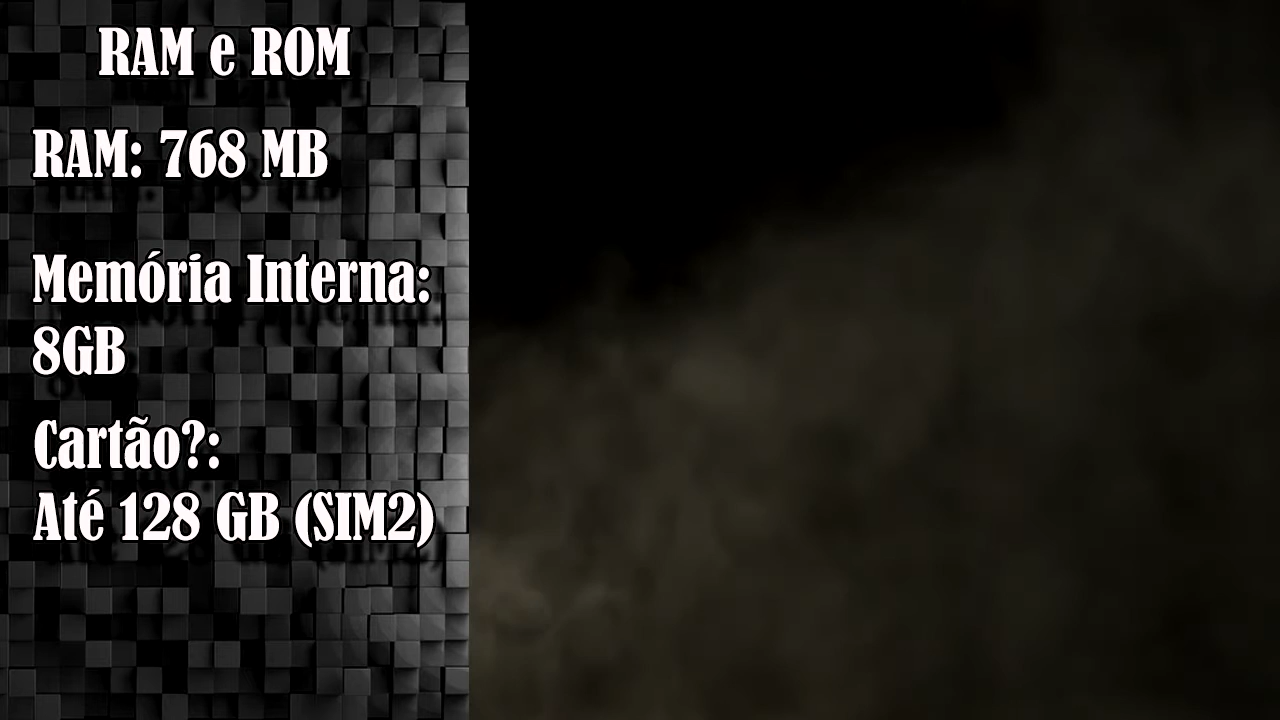 RAM e ROM
RAM: 768 MB
Memória Interna:
8GB
Cartão?:
Até 128 GB (SIM2)